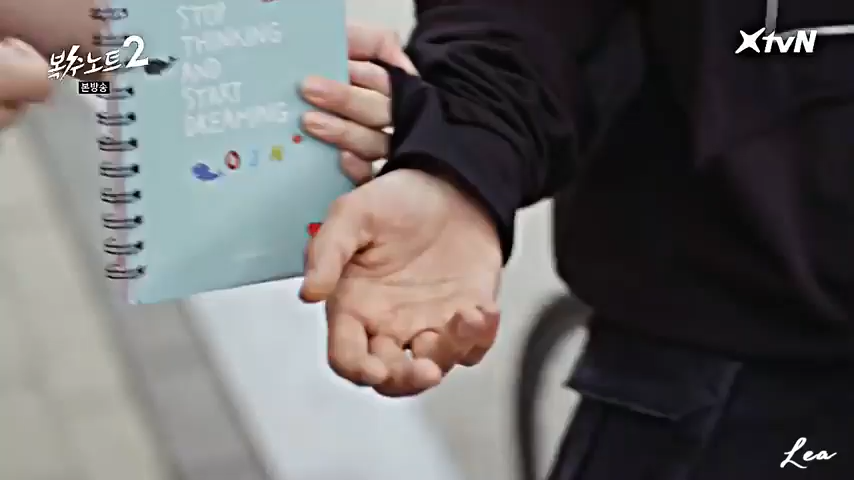 복수노트2
본방송
XtvN
STOP
THINKING
AND
START
DREAMING
Lea